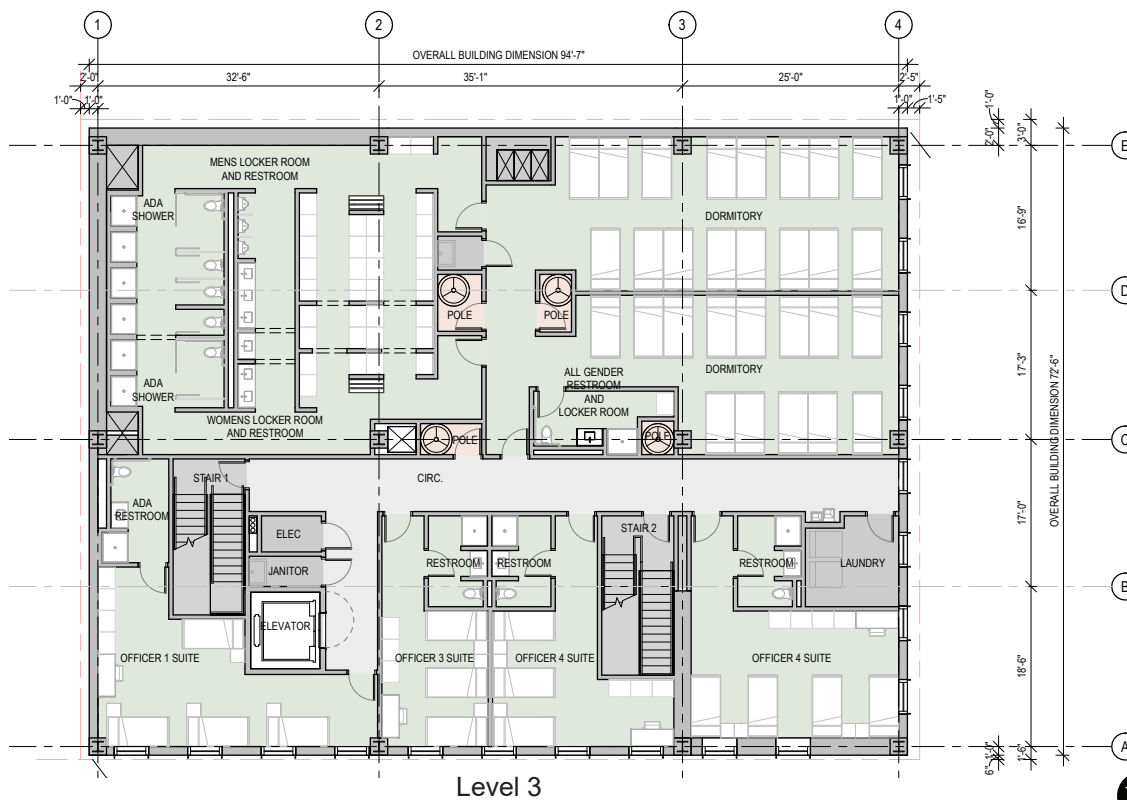 1
2
3
4
OVERALL BUILDING DIMENSION 94'-7"
2'-0"
32'-6"
35'-1"
25'-0"
2'-5"
1'-0"
1'-0"
1'-0"
1'-5"
1'-0"
2'-0"
3'-0"
E
MENS LOCKER ROOM
AND RESTROOM
ADA
SHOWER
DORMITORY
16'-9"
D
POLE
POLE
17'-3"
ALL GENDER
RESTROOM
AND
LOCKER ROOM
DORMITORY
ADA
SHOWER
WOMENS LOCKER ROOM
AND RESTROOM
POLE
POLE
C
OVERALL BUILDING DIMENSION 72'-6"
STAIR 1
CIRC.
ADA
RESTROOM
17'-0"
ELEC
STAIR 2
JANITOR
RESTROOM
RESTROOM
RESTROOM
LAUNDRY
B
ELEVATOR
OFFICER 1 SUITE
OFFICER 3 SUITE
OFFICER 4 SUITE
OFFICER 4 SUITE
18'-6"
A
1'-0"
6"
1'-6"
Level 3